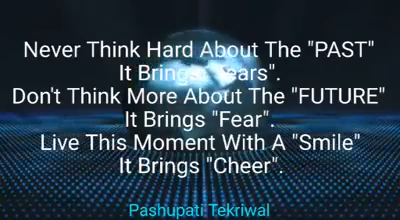 Never Think Hard About The "PAST"
It Brings "Tears".
Don't Think More About The "FUTURE"
It Brings "Fear".
Live This Moment With A "Smile"
It Brings "Cheer".
Pashupati Tekriwal